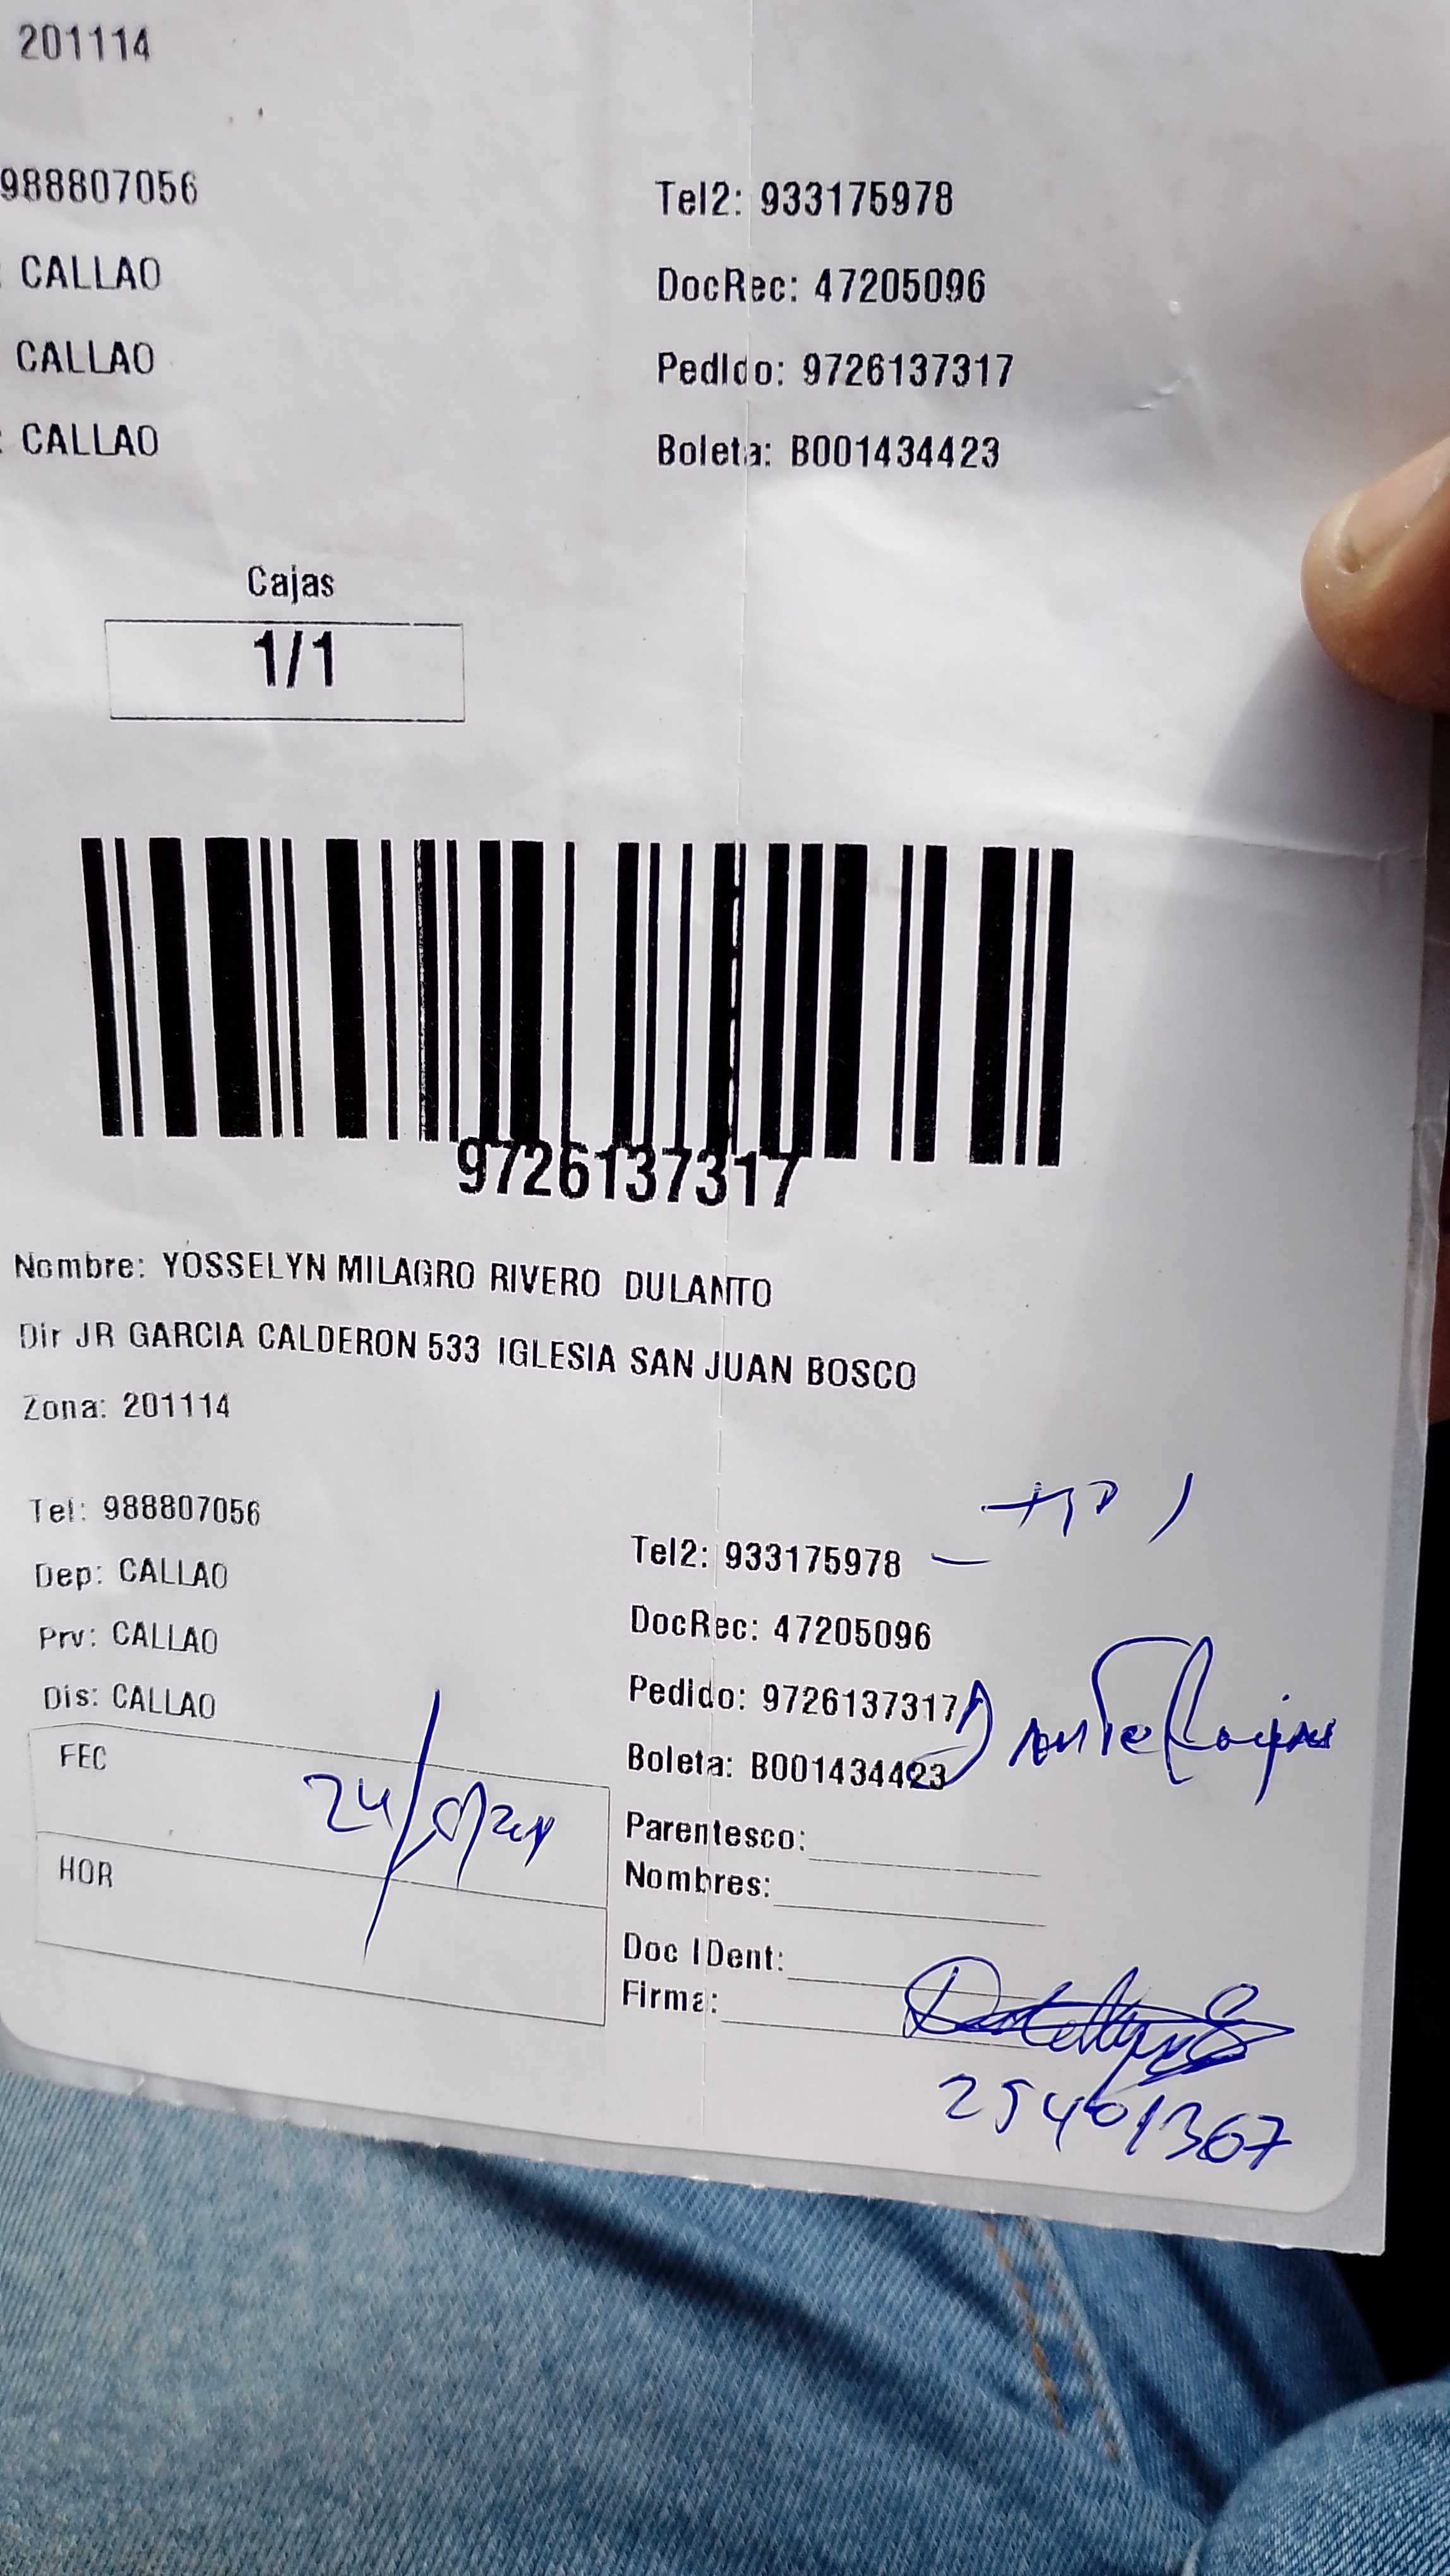 201114
988807056 Tel2: 933175978
: CALLAO DocRec: 47205096
CALLAO Pedido: 9726137317
: CALLAO Boleta: B001434423
Cajas
1/1
9726137317
Nombre: YOSSELYN MILAGRO RIVERO DULANTO
Dir JR GARCIA CALDERON 533 IGLESIA SAN JUAN BOSCO
Zona: 201114
Tel: 988807056
Tel2: 933175978
Dep: CALLAO
DocRec: 47205096
Prv: CALLAO
Pedido: 9726137317
Dis: CALLAO
Boleta: B001434423
FEC
Parentesco:
Nombres:
HOR
Doc IDent:
Firma:
25401367